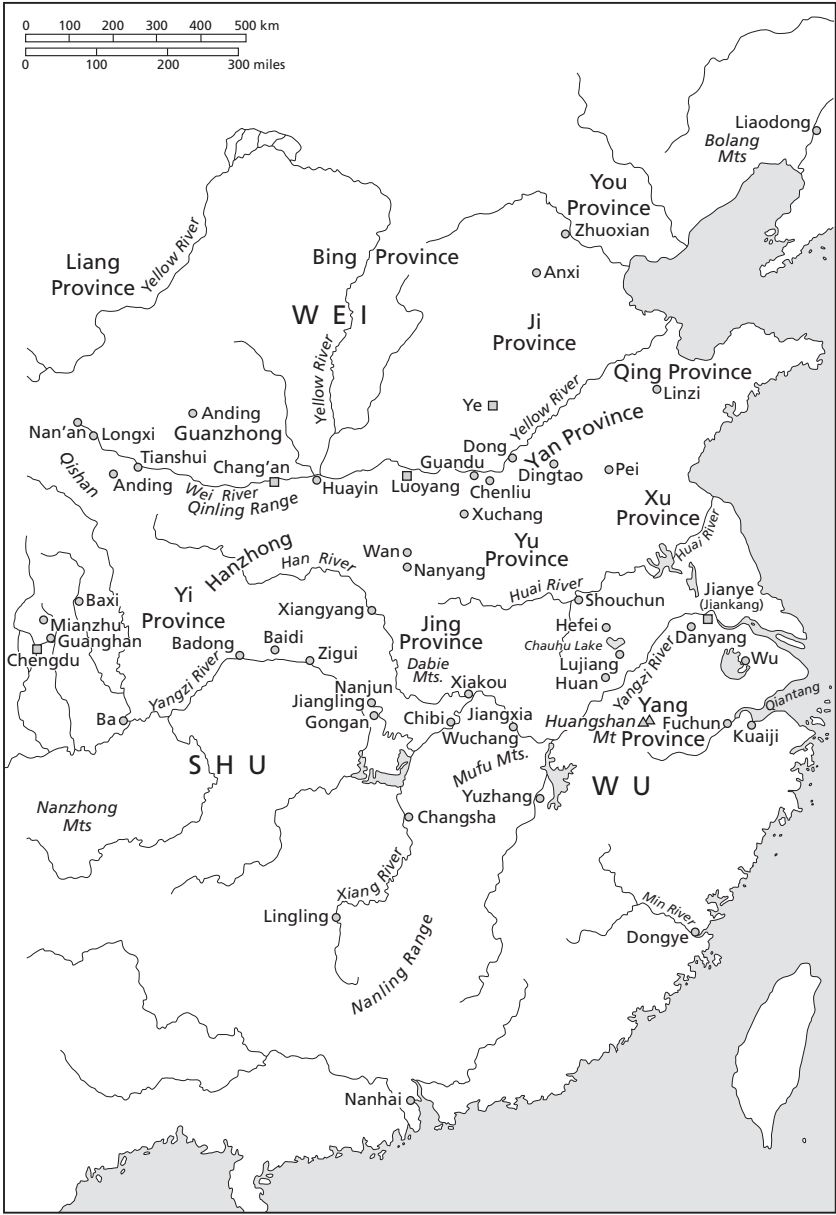 0 100 200 300 400 500 km
0 100 200 300 miles
Liaodong
Bolang
Mts
You
Province
Zhuoxian
Yellow River
Liang
Province
Bing Province
Anxi
WEI
Ji
Province
Yellow River
Qing Province
Linzi
Ye
Yellow River
Anding
Guanzhong
Nan'an
Longxi
Yan Province
Dong
Tianshui
Qishan
Anding
Chang'an
Guandu
Dingtao
Pei
Wei River
Qinling Range
Huayin
Luoyang
Chenliu
Xuchang
Xu
Province
Huai River
Hanzhong
Han River
Wan
Nanyang
Yu
Province
Huai River
Yi
Province
Baxi
Mianzhu
Guanghan
Chengdu
Xiangyang
Shouchun
Jianye
(Jiankang)
Jing
Province
Hefei
Danyang
Badong
Baidi
Zigui
Dabie
Mts.
Chauhu Lake
Lujiang
Huan
Wu
Yangzi River
Yangzi River
Nanjun
Jiangling
Gongan
Xiakou
Ba
Chibi
Jiangxia
Wuchang
Huangshan
Mt
Yang
Province
Fuchun
Qiantang
Kuaiji
SHU
Mufu Mts.
WU
Nanzhong
Mts
Yuzhang
Changsha
Xiang River
Lingling
Min River
Dongye
Nanling Range
Nanhai